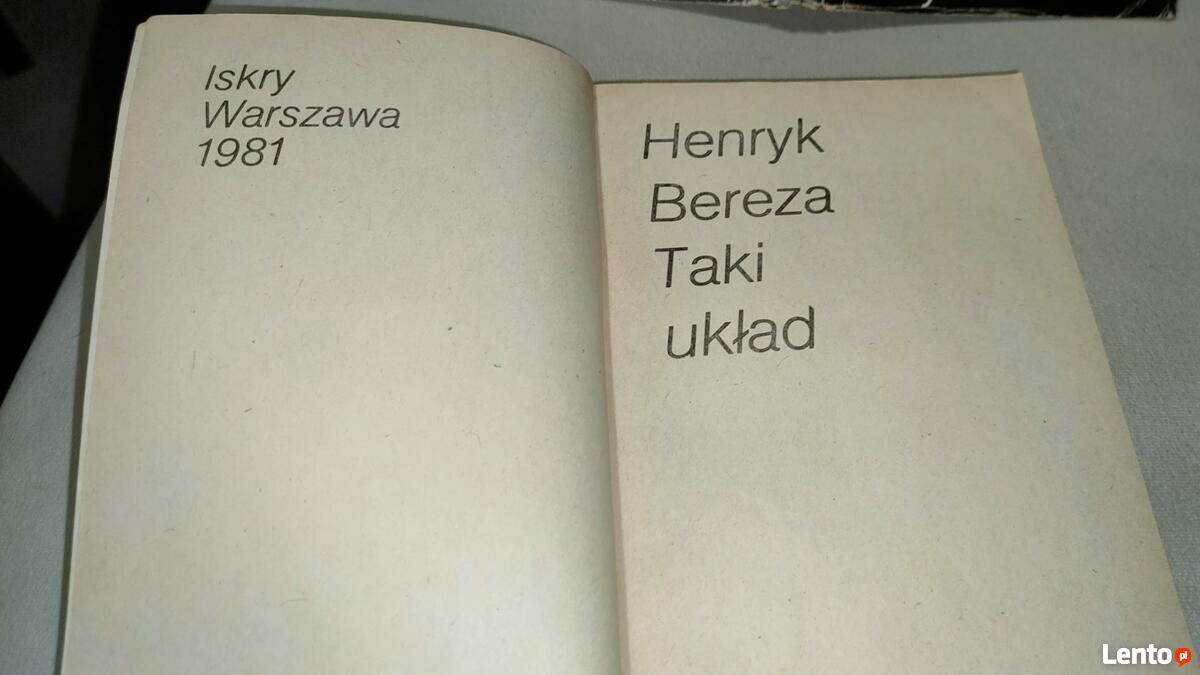 Iskry
Warszawa
1981
Henryk
Bereza
Taki
układ
Lento.pl